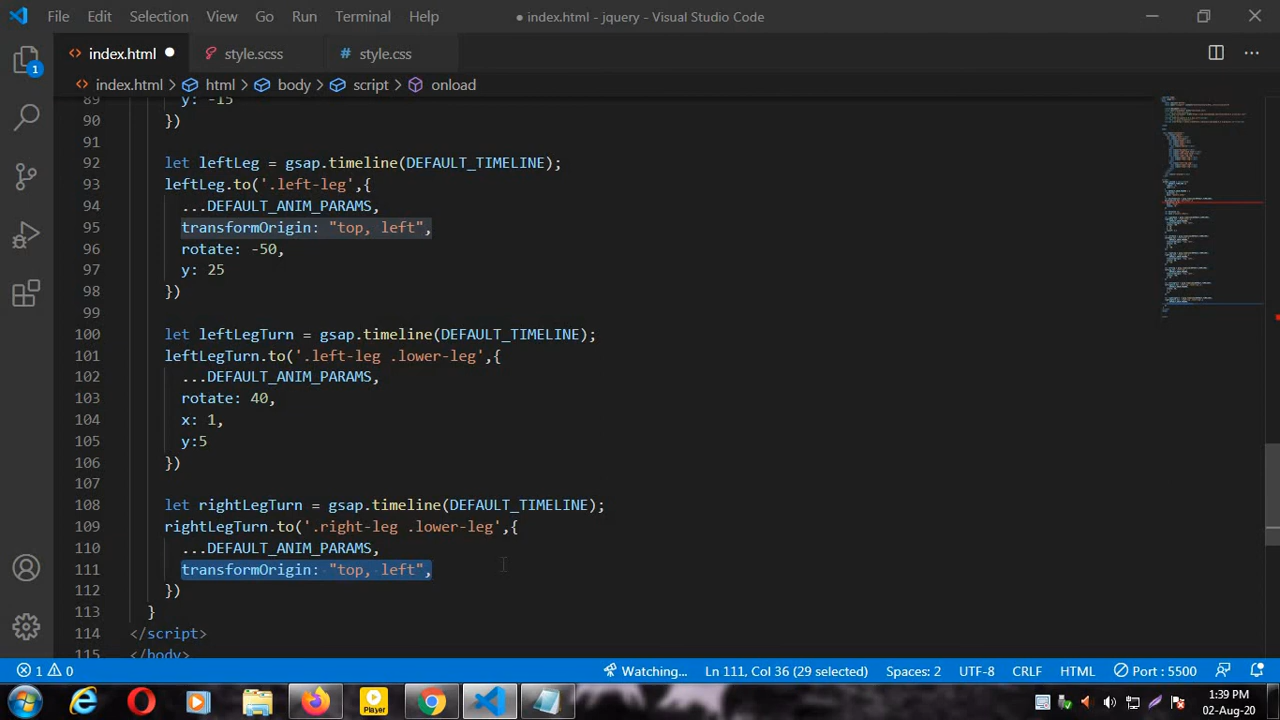 File Edit Selection View Go Run Terminal Help
● index.html - jquery - Visual Studio Code
index.html ● style.scss # style.css
index.html > html > body > script > onload
89 y: -15
90 })
91
92 let leftLeg = gsap.timeline(DEFAULT_TIMELINE);
93 leftLeg.to('.left-leg',{
94 ...DEFAULT_ANIM_PARAMS,
95 transformOrigin: "top, left",
96 rotate: -50,
97 y: 25
98 })
99
100 let leftLegTurn = gsap.timeline(DEFAULT_TIMELINE);
101 leftLegTurn.to('.left-leg .lower-leg',{
102 ...DEFAULT_ANIM_PARAMS,
103 rotate: 40,
104 x: 1,
105 y:5
106 })
107
108 let rightLegTurn = gsap.timeline(DEFAULT_TIMELINE);
109 rightLegTurn.to('.right-leg .lower-leg',{
110 ...DEFAULT_ANIM_PARAMS,
111 transformOrigin: "top, left",
112 })
113 }
114 </script>
115 </body>
1
1 0 Watching... Ln 111, Col 36 (29 selected) Spaces: 2 UTF-8 CRLF HTML Port : 5500
Player
1:39 PM
02-Aug-20